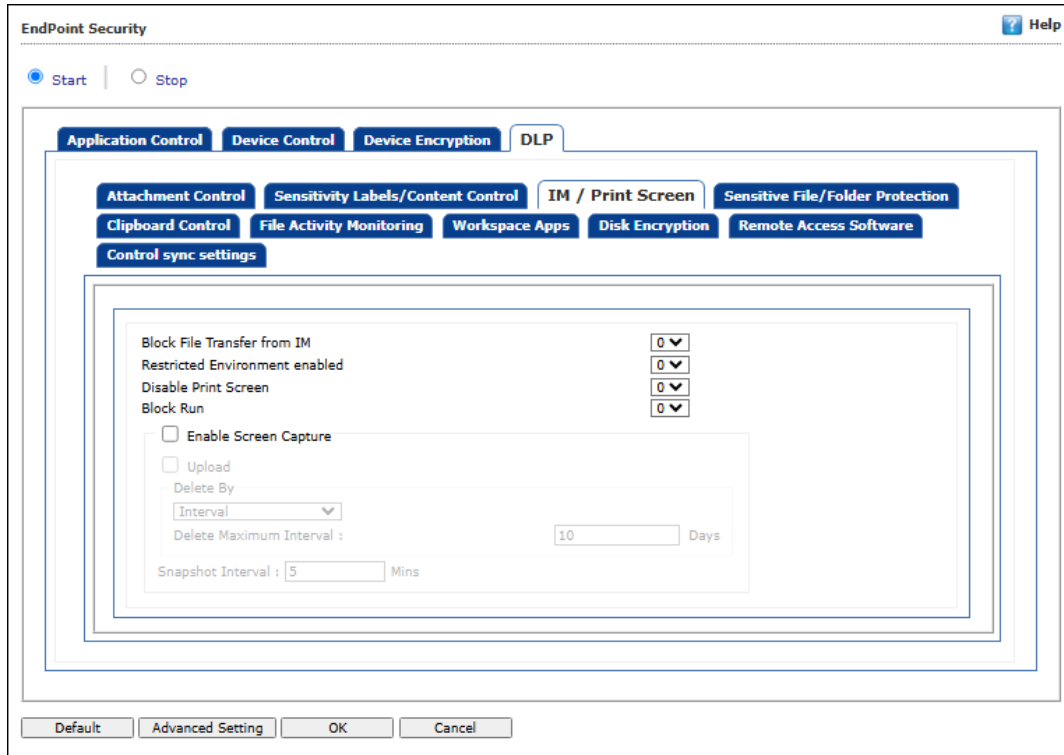 EndPoint Security
? Help
Start
Stop
Application Control Device Control Device Encryption DLP
Attachment Control Sensitivity Labels/Content Control IM / Print Screen Sensitive File/Folder Protection
Clipboard Control File Activity Monitoring Workspace Apps Disk Encryption Remote Access Software
Control sync settings
Block File Transfer from IM 0
Restricted Environment enabled 0
Disable Print Screen 0
Block Run 0
Enable Screen Capture
Upload
Delete By
Interval
Delete Maximum Interval : 10 Days
Snapshot Interval : 5 Mins
Default Advanced Setting OK Cancel